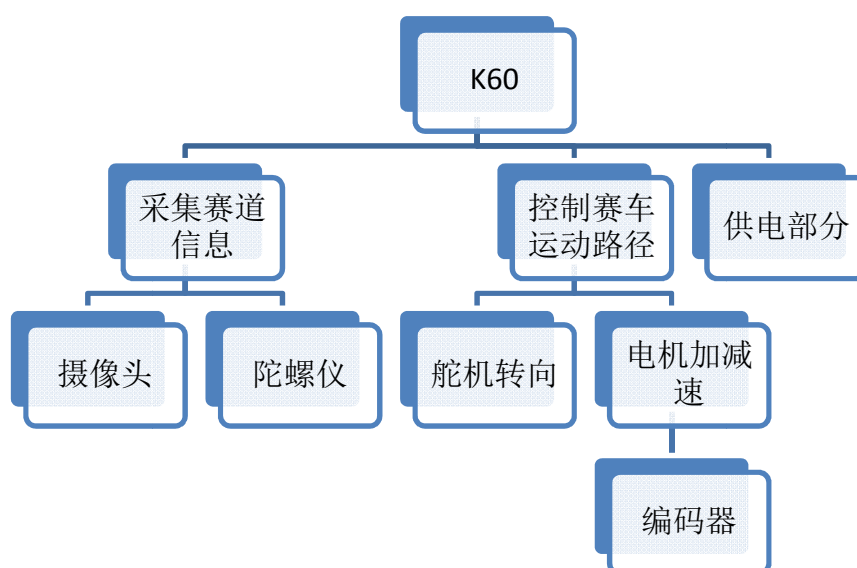 K60
采集赛道
信息
控制赛车
运动路径
供电部分
摄像头
陀螺仪
舵机转向
电机加减
速
编码器